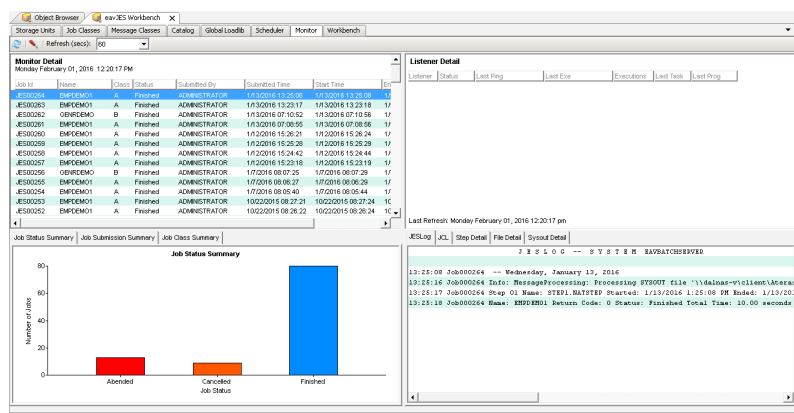 Object Browser eavJES Workbench X
Storage Units Job Classes Message Classes Catalog Global Loadlib Scheduler Monitor Workbench
Refresh (secs): 60
Monitor Detail
Monday February 01, 2016 12:20:17 PM
Job Id Name Class Status Submitted By Submitted Time Start Time En
JES00264 EMPDEMO1 A Finished ADMINISTRATOR 1/13/2016 13:25:06 1/13/2016 13:25:08 1/
JES00263 EMPDEMO1 A Finished ADMINISTRATOR 1/13/2016 13:23:17 1/13/2016 13:23:18 1/
JES00262 GENRDEMO B Finished ADMINISTRATOR 1/13/2016 07:10:52 1/13/2016 07:10:56 1/
JES00261 EMPDEMO1 A Finished ADMINISTRATOR 1/13/2016 07:08:55 1/13/2016 07:08:56 1/
JES00260 EMPDEMO1 A Finished ADMINISTRATOR 1/12/2016 15:26:21 1/12/2016 15:26:24 1/
JES00259 EMPDEMO1 A Finished ADMINISTRATOR 1/12/2016 15:25:28 1/12/2016 15:25:29 1/
JES00258 EMPDEMO1 A Finished ADMINISTRATOR 1/12/2016 15:24:42 1/12/2016 15:24:44 1/
JES00257 EMPDEMO1 A Finished ADMINISTRATOR 1/12/2016 15:23:18 1/12/2016 15:23:19 1/
JES00256 GENRDEMO B Finished ADMINISTRATOR 1/7/2016 08:07:25 1/7/2016 08:07:29 1/
JES00255 EMPDEMO1 A Finished ADMINISTRATOR 1/7/2016 08:06:27 1/7/2016 08:06:29 1/
JES00254 EMPDEMO1 A Finished ADMINISTRATOR 1/7/2016 08:05:40 1/7/2016 08:05:44 1/
JES00253 EMPDEMO1 A Finished ADMINISTRATOR 10/22/2015 08:27:21 10/22/2015 08:27:24 10
JES00252 EMPDEMO1 A Finished ADMINISTRATOR 10/22/2015 08:26:22 10/22/2015 08:26:24 10
Listener Detail
Listener Status Last Ping Last Exe Executions Last Task Last Prog
Last Refresh: Monday February 01, 2016 12:20:17 pm
Job Status Summary Job Submission Summary Job Class Summary
Job Status Summary
Number of Jobs
80
60
40
20
0
Abended Cancelled Finished
Job Status
JESLog JCL Step Detail File Detail Sysout Detail
J E S L O G -- S Y S T E M EAVBATCHSERVER
13:25:08 Job000264 -- Wednesday, January 13, 2016
13:25:16 Job000264 Info: MessageProcessing: Processing SYSOUT file '\\dalnas-v\client\Ateras
13:25:17 Job000264 Step 01 Name: STEP1.NATSTEP Started: 1/13/2016 1:25:08 PM Ended: 1/13/20
13:25:18 Job000264 Name: EMPDEMO1 Return Code: 0 Status: Finished Total Time: 10.00 seconds